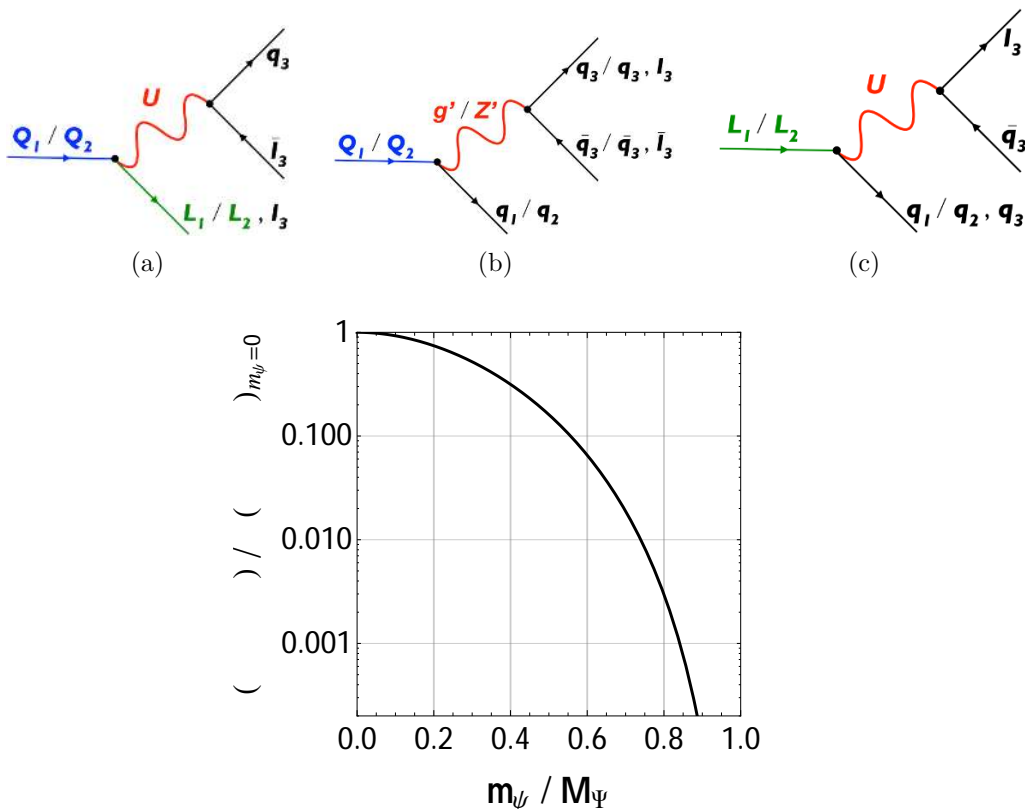 q₃
U
Q₁ / Q₂
l̄₃
L₁ / L₂ , l₃
(a)
q₃ / q₃ , l₃
g' / Z'
Q₁ / Q₂
q̄₃ / q̄₃ , l̄₃
q₁ / q₂
(b)
l₃
U
L₁ / L₂
q̄₃
q₁ / q₂ , q₃
(c)
( ) / ( )ₘψ₌₀
1
0.100
0.010
0.001
0.0 0.2 0.4 0.6 0.8 1.0
mψ / MΨ